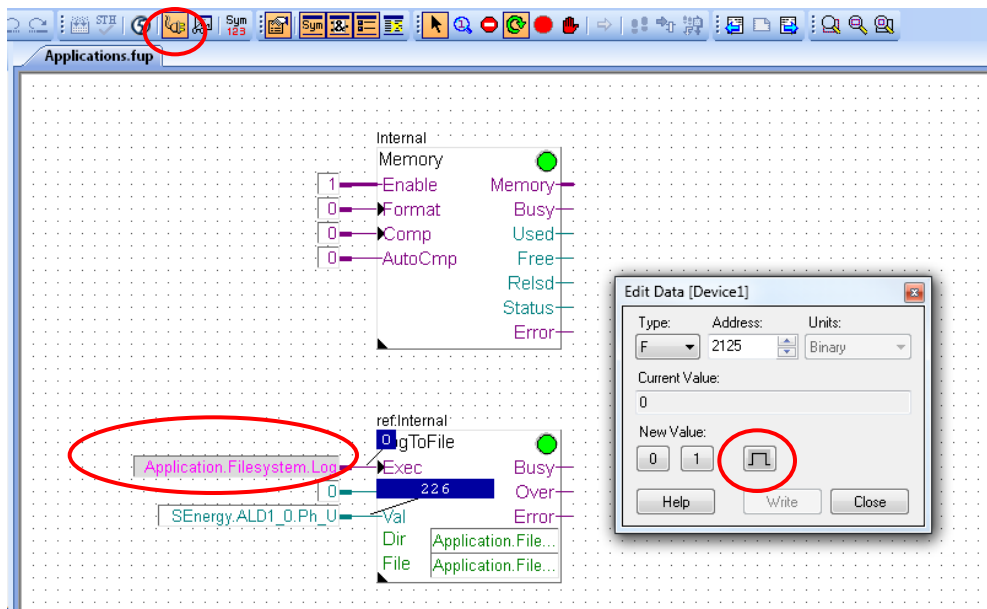 STH
Sym
123
Sym
Applications.fup
Internal
Memory
1 Enable Memory
0 Format Busy
0 Comp Used
0 AutoCmp Free
Relsd
Status
Error
ref:Internal
0 gToFile
Application.Filesystem.Log Exec Busy
0 226 Over
SEnergy.ALD1_0.Ph_U Val Error
Dir Application.File...
File Application.File...
Edit Data [Device1]
Type: Address: Units:
F 2125 Binary
Current Value:
0
New Value:
0 1
Help Write Close